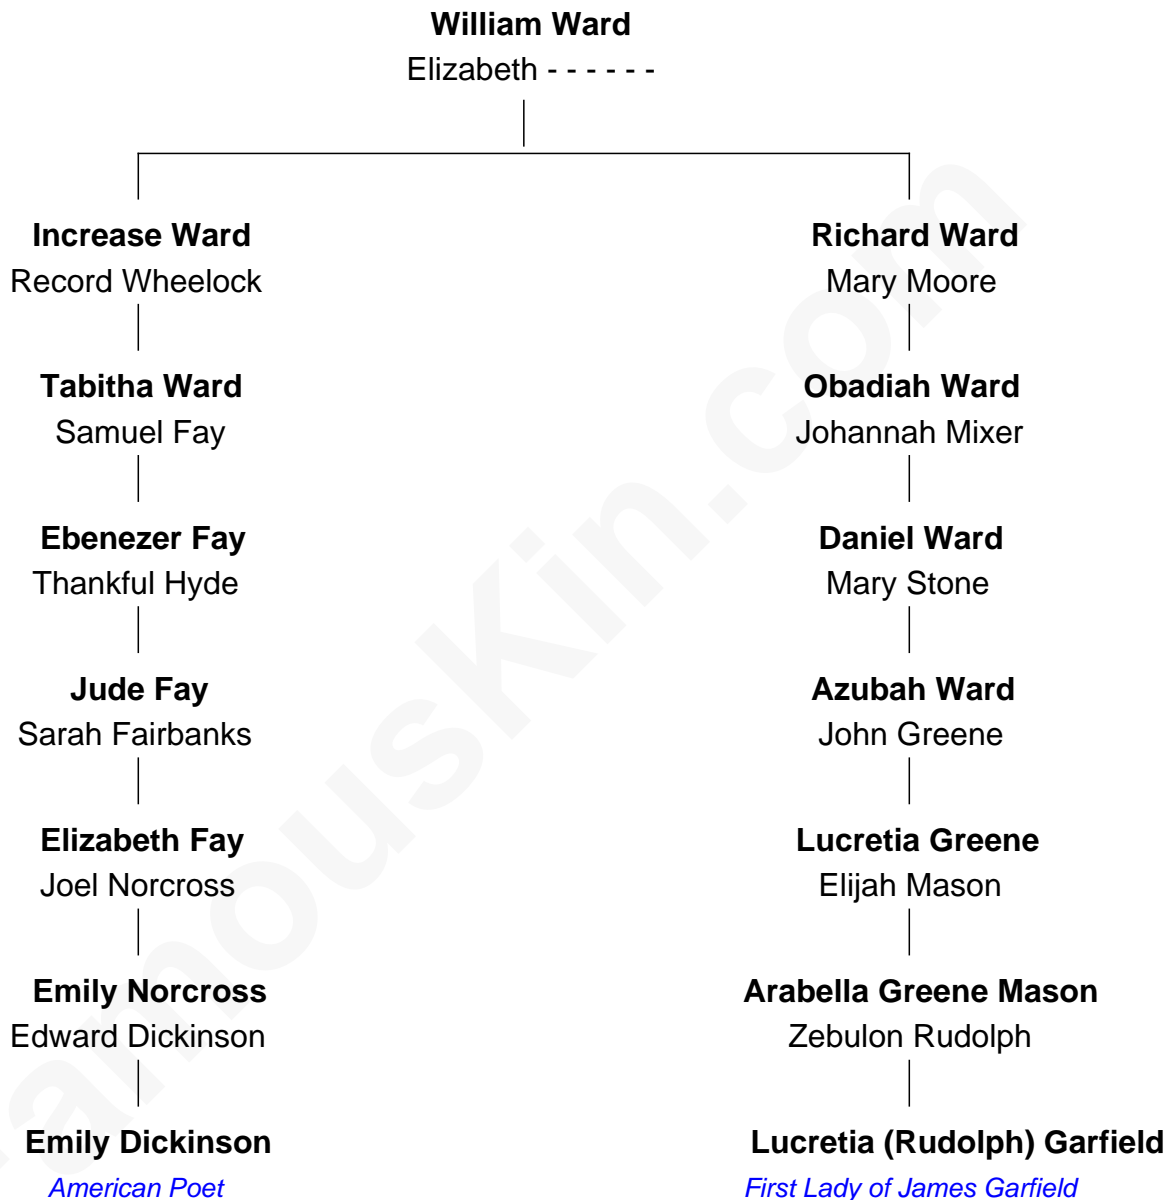 William Ward
Elizabeth - - - - - -
Increase Ward
Record Wheelock
Richard Ward
Mary Moore
Tabitha Ward
Samuel Fay
Obadiah Ward
Johannah Mixer
Ebenezer Fay
Thankful Hyde
Daniel Ward
Mary Stone
Jude Fay
Sarah Fairbanks
Azubah Ward
John Greene
Elizabeth Fay
Joel Norcross
Lucretia Greene
Elijah Mason
Emily Norcross
Edward Dickinson
Arabella Greene Mason
Zebulon Rudolph
Emily Dickinson
American Poet
Lucretia (Rudolph) Garfield
First Lady of James Garfield
FamousKin.com